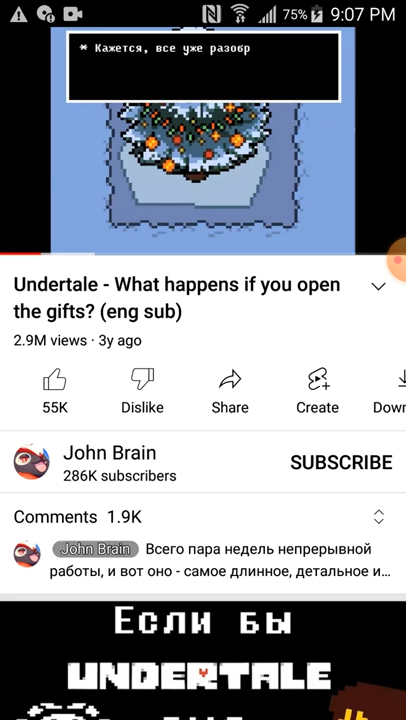 75% 9:07 PM
* Кажется, все уже разобр
Undertale - What happens if you open
the gifts? (eng sub)
2.9M views · 3y ago
55K Dislike Share Create Down
John Brain
286K subscribers
SUBSCRIBE
Comments 1.9K
John Brain Всего пара недель непрерывной
работы, и вот оно - самое длинное, детальное и...
Если бы
UNDERTALE